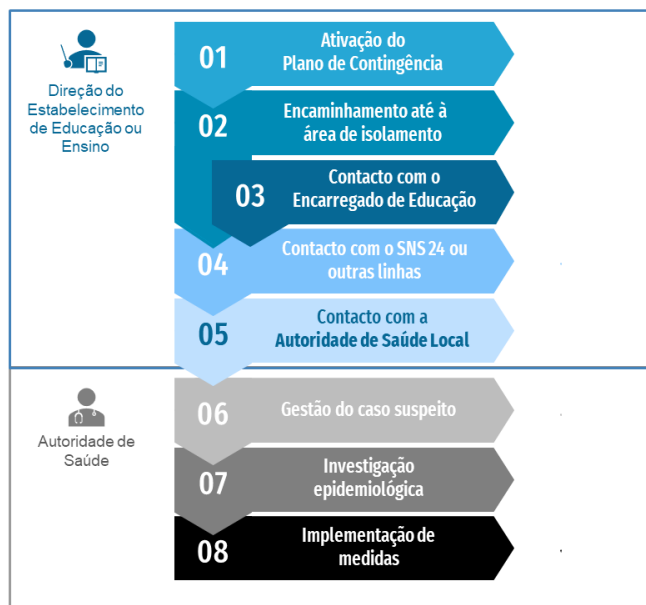 Direção do
Estabelecimento
de Educação ou
Ensino
01
Ativação do
Plano de Contingência
02
Encaminhamento até à
área de isolamento
03
Contacto com o
Encarregado de Educação
04
Contacto com o SNS 24 ou
outras linhas
05
Contacto com a
Autoridade de Saúde Local
Autoridade de
Saúde
06
Gestão do caso suspeito
07
Investigação
epidemiológica
08
Implementação de
medidas